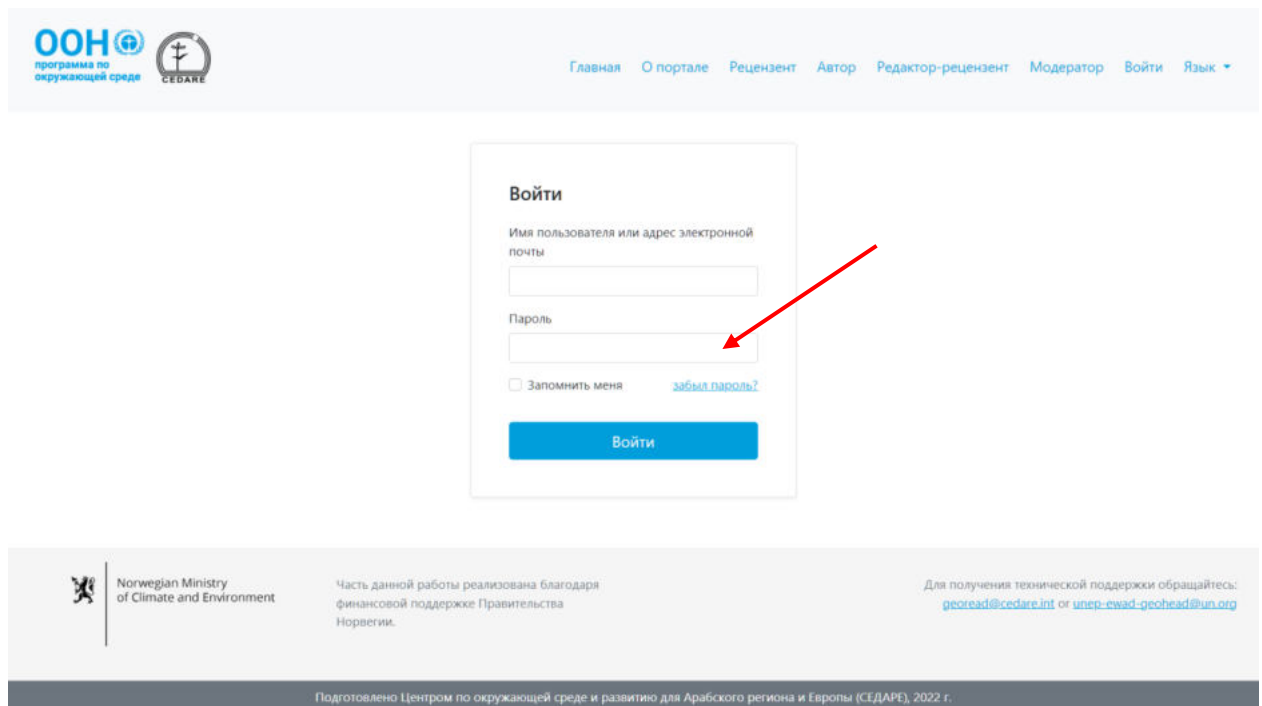 ООН
программа по
окружающей среде
CEDARE
Главная О портале Рецензент Автор Редактор-рецензент Модератор Войти Язык
Войти
Имя пользователя или адрес электронной
почты
Пароль
Запомнить меня забыл пароль?
Войти
Norwegian Ministry
of Climate and Environment
Часть данной работы реализована благодаря
финансовой поддержке Правительства
Норвегии.
Для получения технической поддержки обращайтесь:
georead@cedare.int or unep-ewad-geohead@un.org
Подготовлено Центром по окружающей среде и развитию для Арабского региона и Европы (СЕДАРЕ), 2022 г.